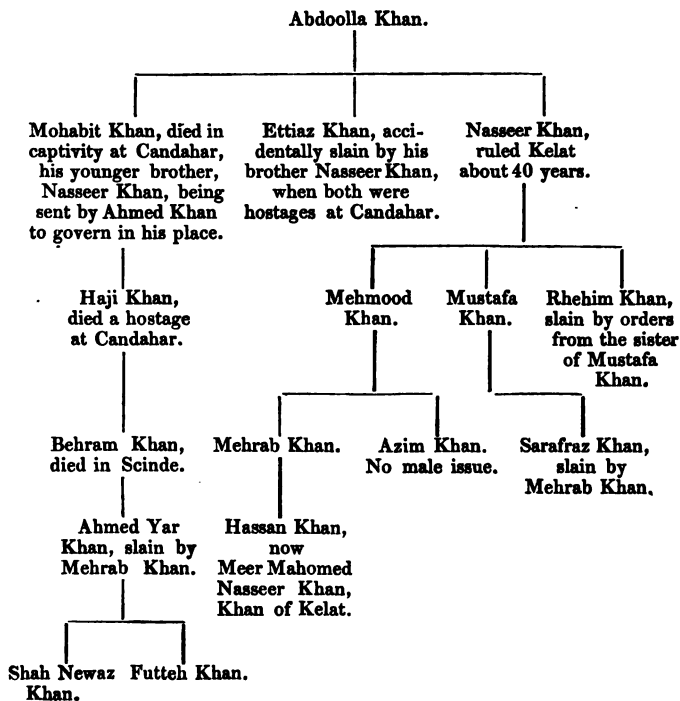 Abdoolla Khan.
Mohabit Khan, died in
captivity at Candahar,
his younger brother,
Nasseer Khan, being
sent by Ahmed Khan
to govern in his place.
Ettiaz Khan, acci-
dentally slain by his
brother Nasseer Khan,
when both were
hostages at Candahar.
Nasseer Khan,
ruled Kelat
about 40 years.
Haji Khan,
died a hostage
at Candahar.
Mehmood
Khan.
Mustafa
Khan.
Rhehim Khan,
slain by orders
from the sister
of Mustafa
Khan.
Behram Khan,
died in Scinde.
Mehrab Khan.
Azim Khan.
No male issue.
Sarafraz Khan,
slain by
Mehrab Khan.
Ahmed Yar
Khan, slain by
Mehrab Khan.
Hassan Khan,
now
Meer Mahomed
Nasseer Khan,
Khan of Kelat.
Shah Newaz
Khan.
Futteh Khan.